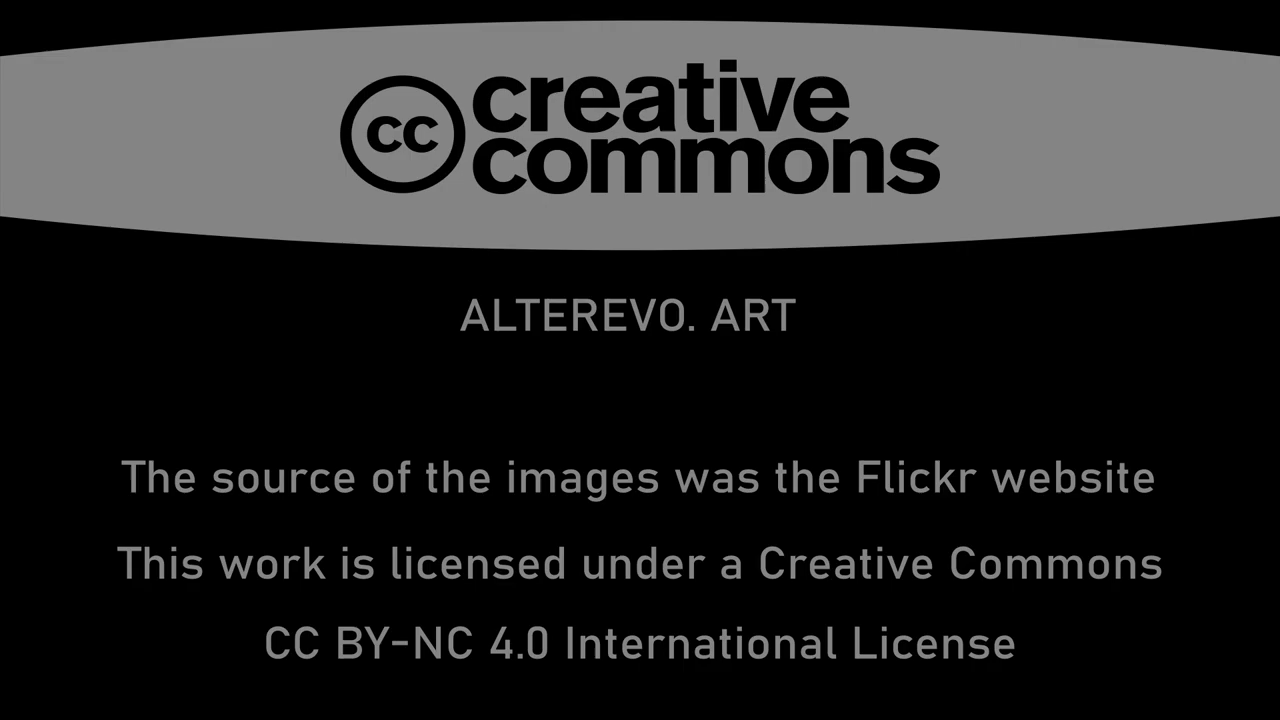 cc creative
commons
ALTEREVO. ART
The source of the images was the Flickr website
This work is licensed under a Creative Commons
CC BY-NC 4.0 International License